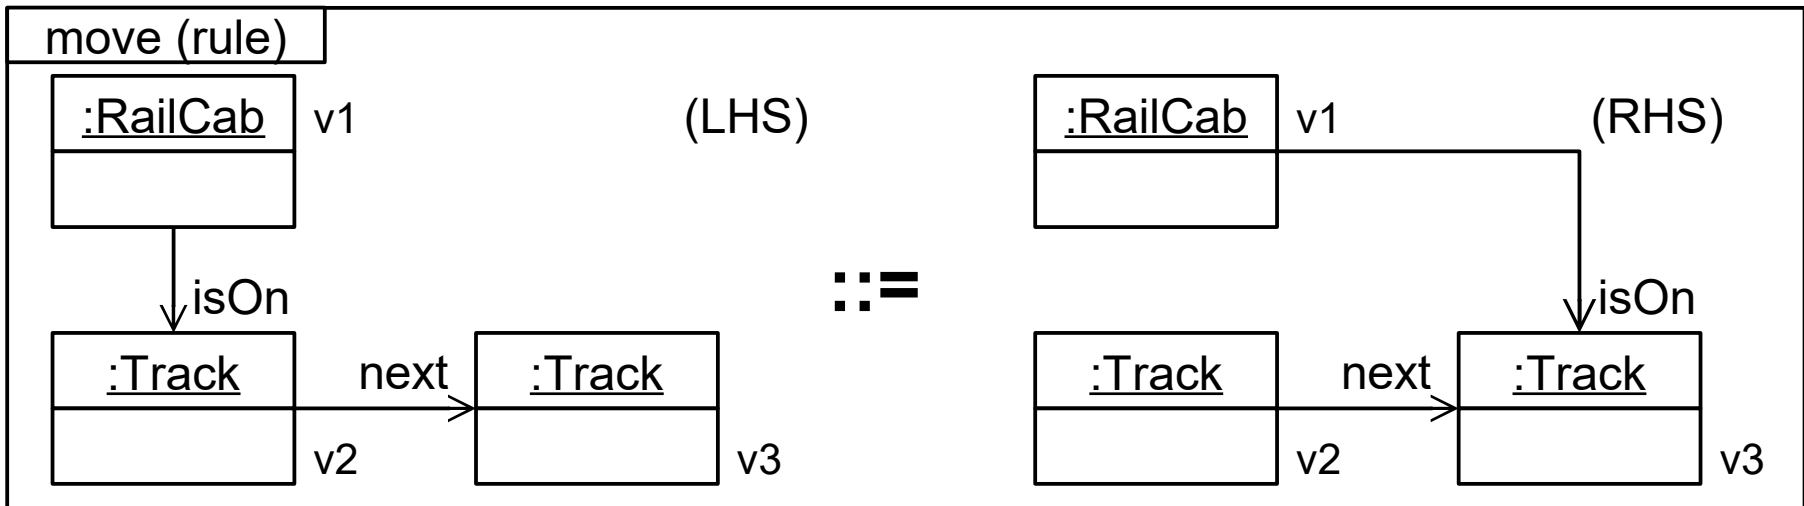 move (rule)
:RailCab v1 (LHS) :RailCab v1 (RHS)
::=
isOn isOn
:Track next :Track :Track next :Track
v2 v3 v2 v3